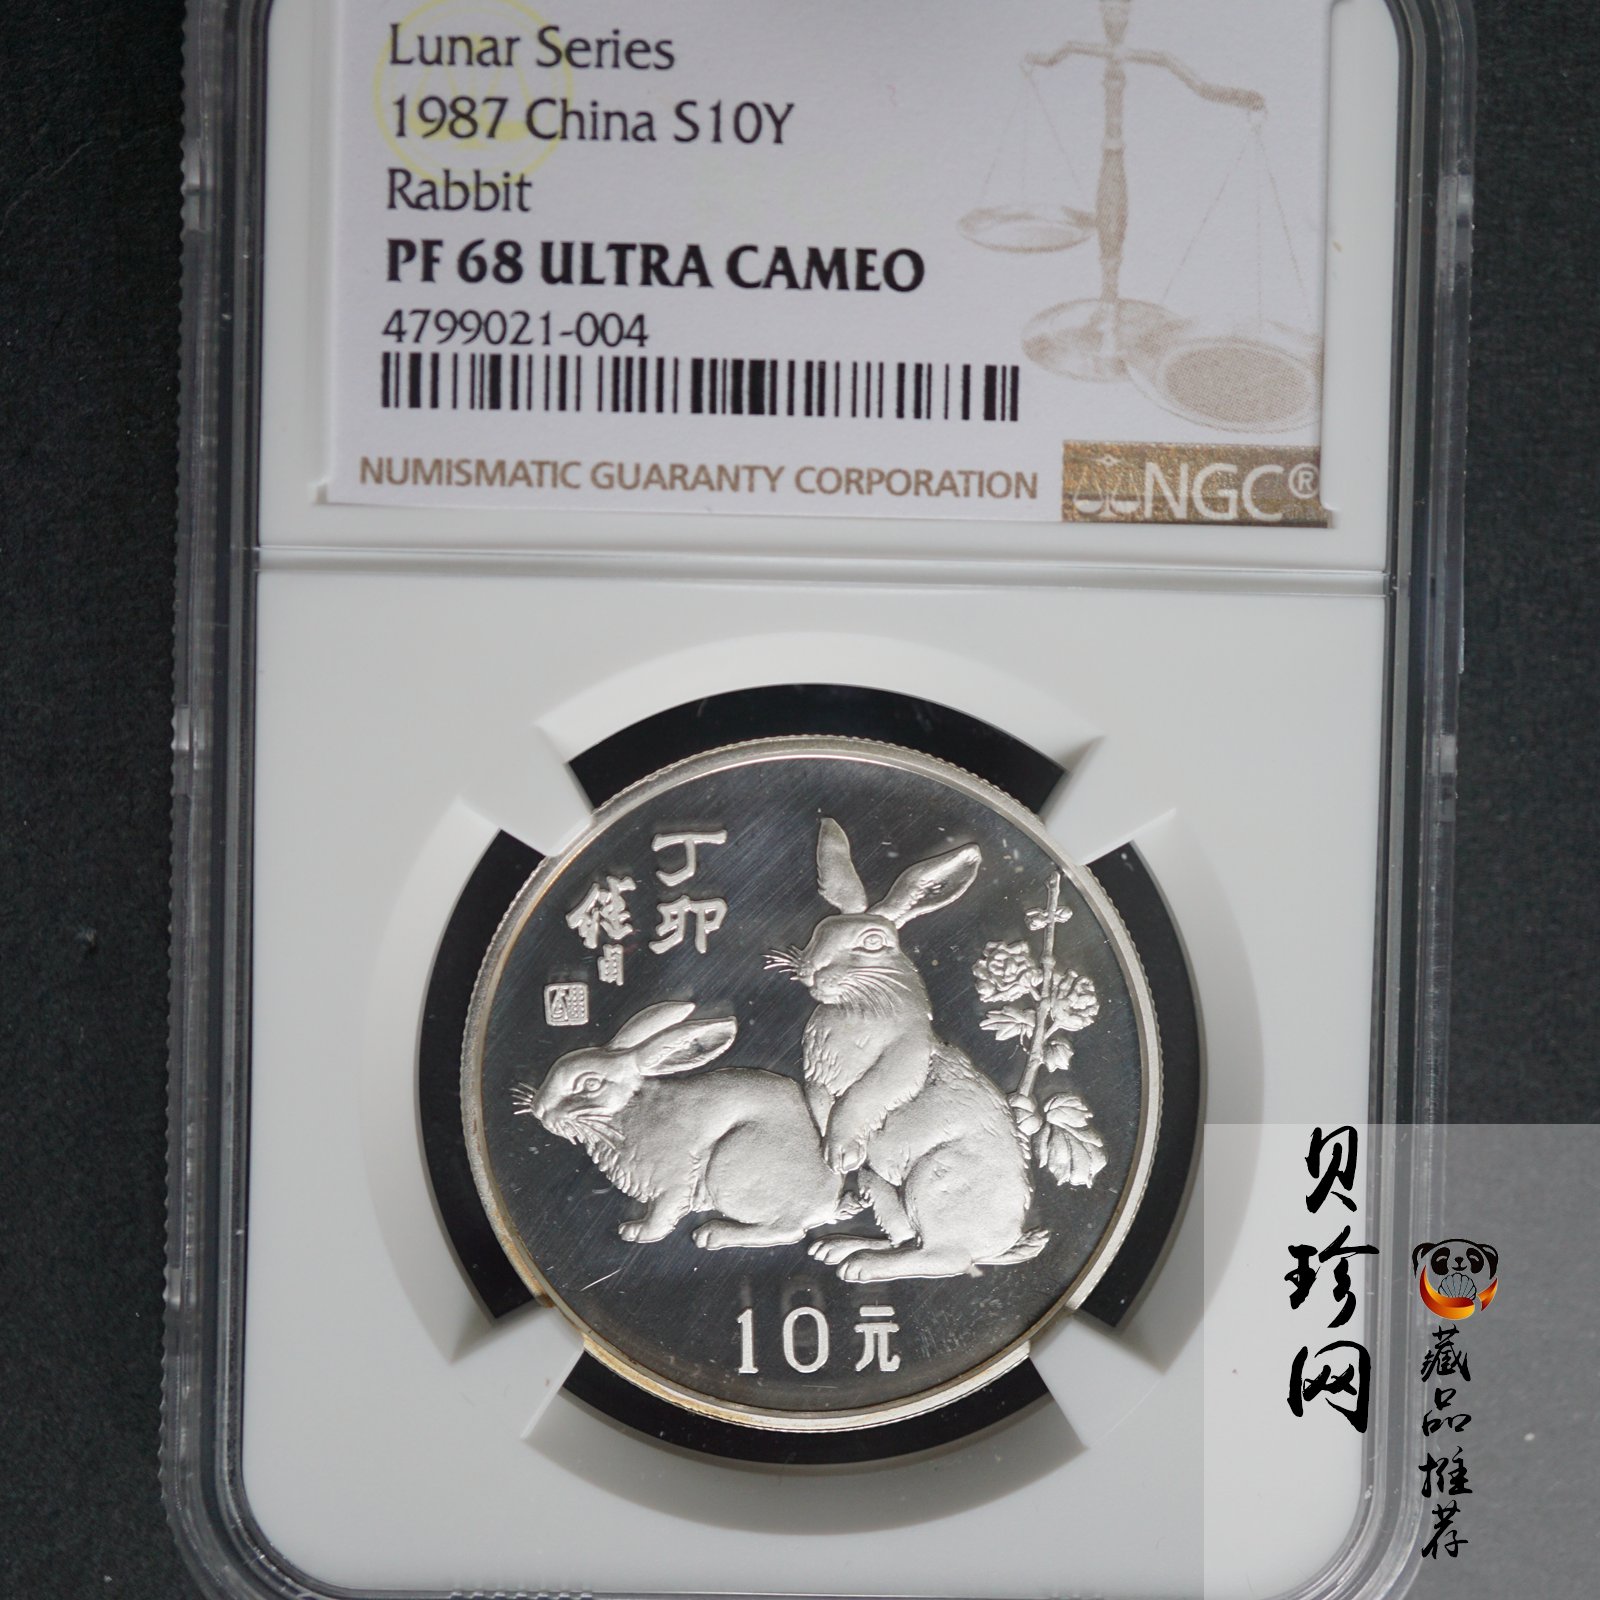 Lunar Series
1987 China S10Y
Rabbit
PF 68 ULTRA CAMEO
4799021-004
NUMISMATIC GUARANTY CORPORATION
NGC®
丁卯
10元
贝珍网
藏品推荐